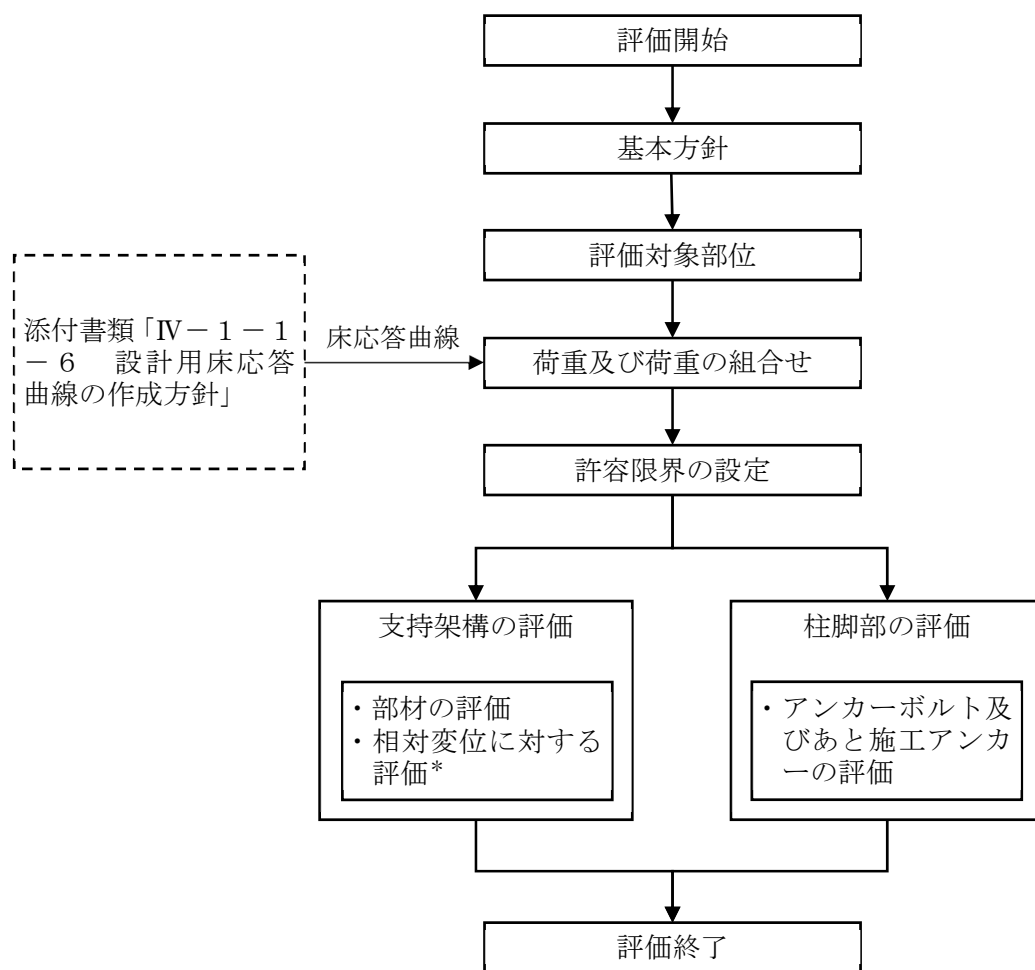 評価開始
基本方針
評価対象部位
添付書類「Ⅳ－１－１
－６　設計用床応答
曲線の作成方針」
床応答曲線
荷重及び荷重の組合せ
許容限界の設定
支持架構の評価
・部材の評価
・相対変位に対する
評価*
柱脚部の評価
・アンカーボルト及
びあと施工アンカ
ーの評価
評価終了